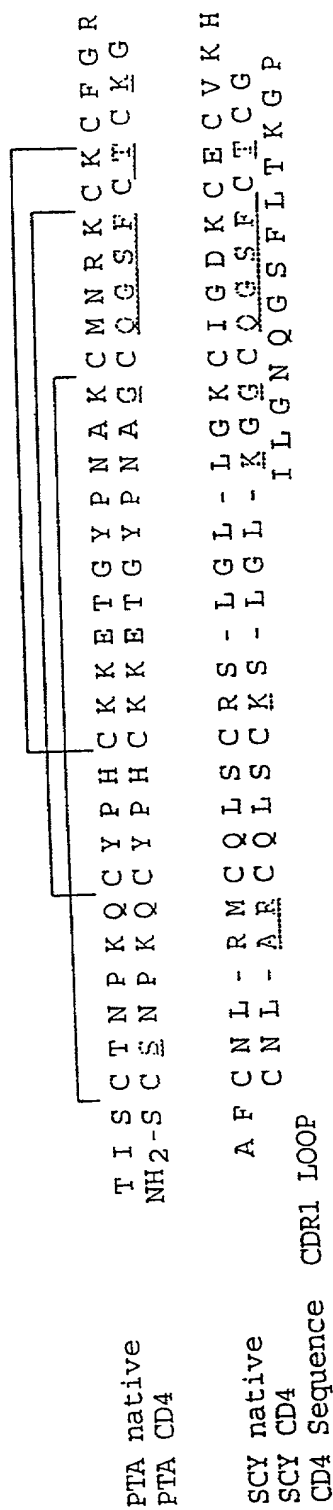 PTA native T I S C T N P K Q C Y P H C K K E T G Y P N A K C M N R K C K C F G R
PTA CD4 NH2-S C S N P K Q C Y P H C K K E T G Y P N A G C Q G S F C T C K G
SCY native A F C N L - R M C Q L S C R S - L G L - L G K C I G D K C E C V K H
SCY CD4 C N L - A R C Q L S C K S - L G L - K G G C Q G S F C T C G
CD4 Sequence CDR1 LOOP I L G N Q G S F L T K G P